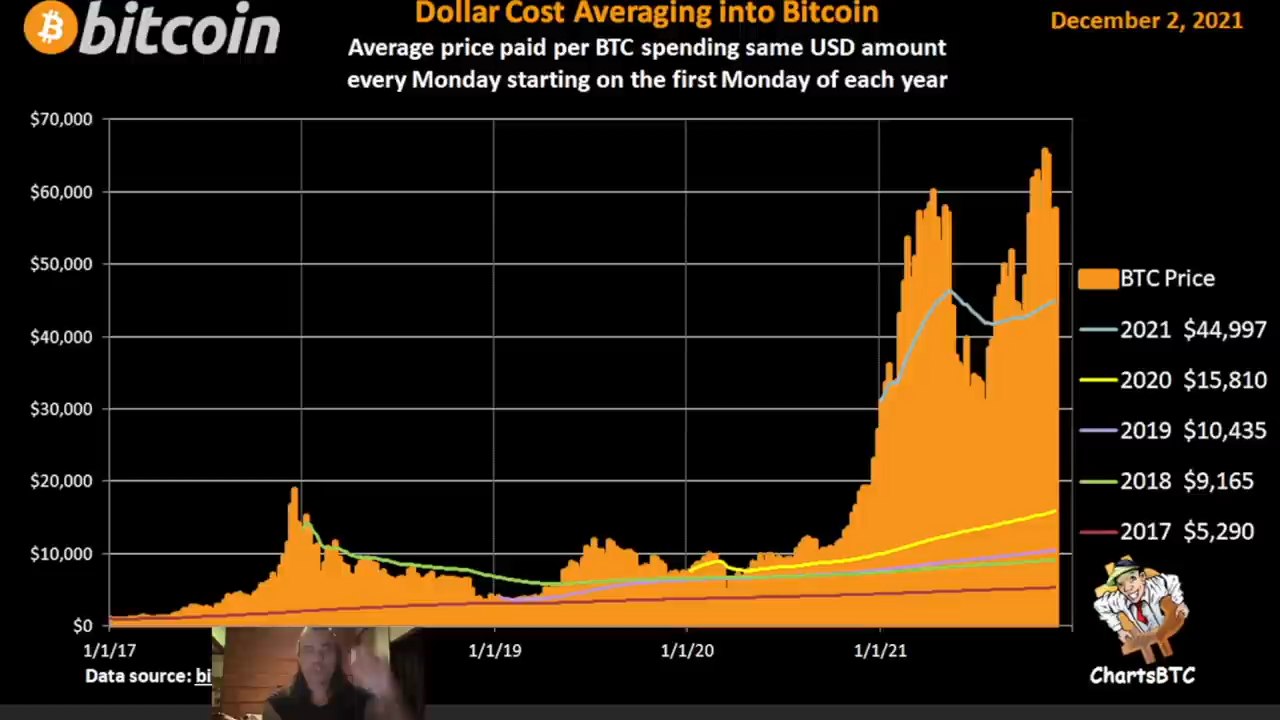 bitcoin
Dollar Cost Averaging into Bitcoin
December 2, 2021
Average price paid per BTC spending same USD amount
every Monday starting on the first Monday of each year
$70,000
$60,000
$50,000
$40,000
$30,000
$20,000
$10,000
$0
1/1/17
1/1/19
1/1/20
1/1/21
BTC Price
2021 $44,997
2020 $15,810
2019 $10,435
2018 $9,165
2017 $5,290
Data source: bi
ChartsBTC